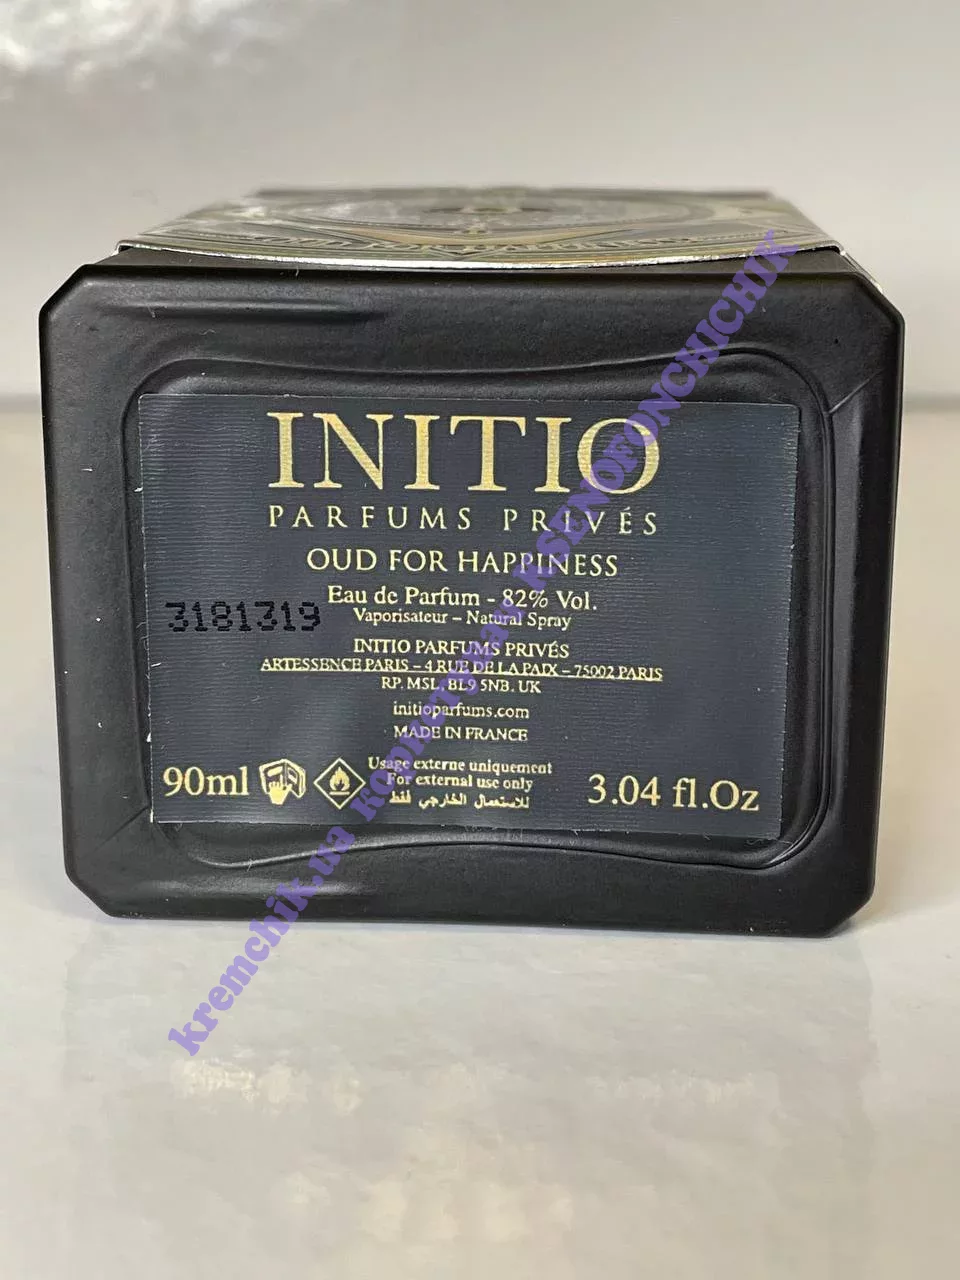 INITIO
PARFUMS PRIVÉS
OUD FOR HAPPINESS
Eau de Parfum - 82% Vol.
Vaporisateur – Natural Spray
3181319
INITIO PARFUMS PRIVÉS
ARTESSENCE PARIS – 4 RUE DE LA PAIX – 75002 PARIS
RP. MSL, BL9 5NB. UK
initioparfums.com
MADE IN FRANCE
90ml
Usage externe uniquement
For external use only
للاستعمال الخارجي فقط
3.04 fl.Oz
kremchik.ua
KSENOFONCHICHIK